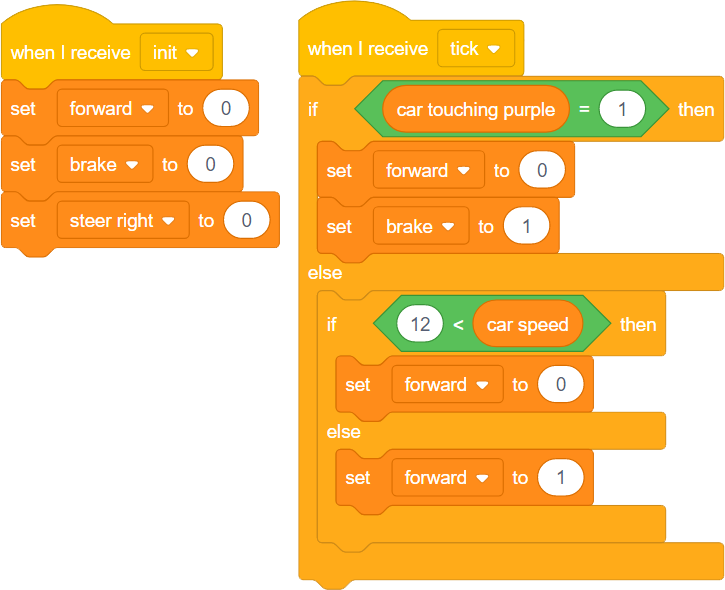 when I receive init
set forward to 0
set brake to 0
set steer right to 0
when I receive tick
if car touching purple = 1 then
set forward to 0
set brake to 1
else
if 12 < car speed then
set forward to 0
else
set forward to 1